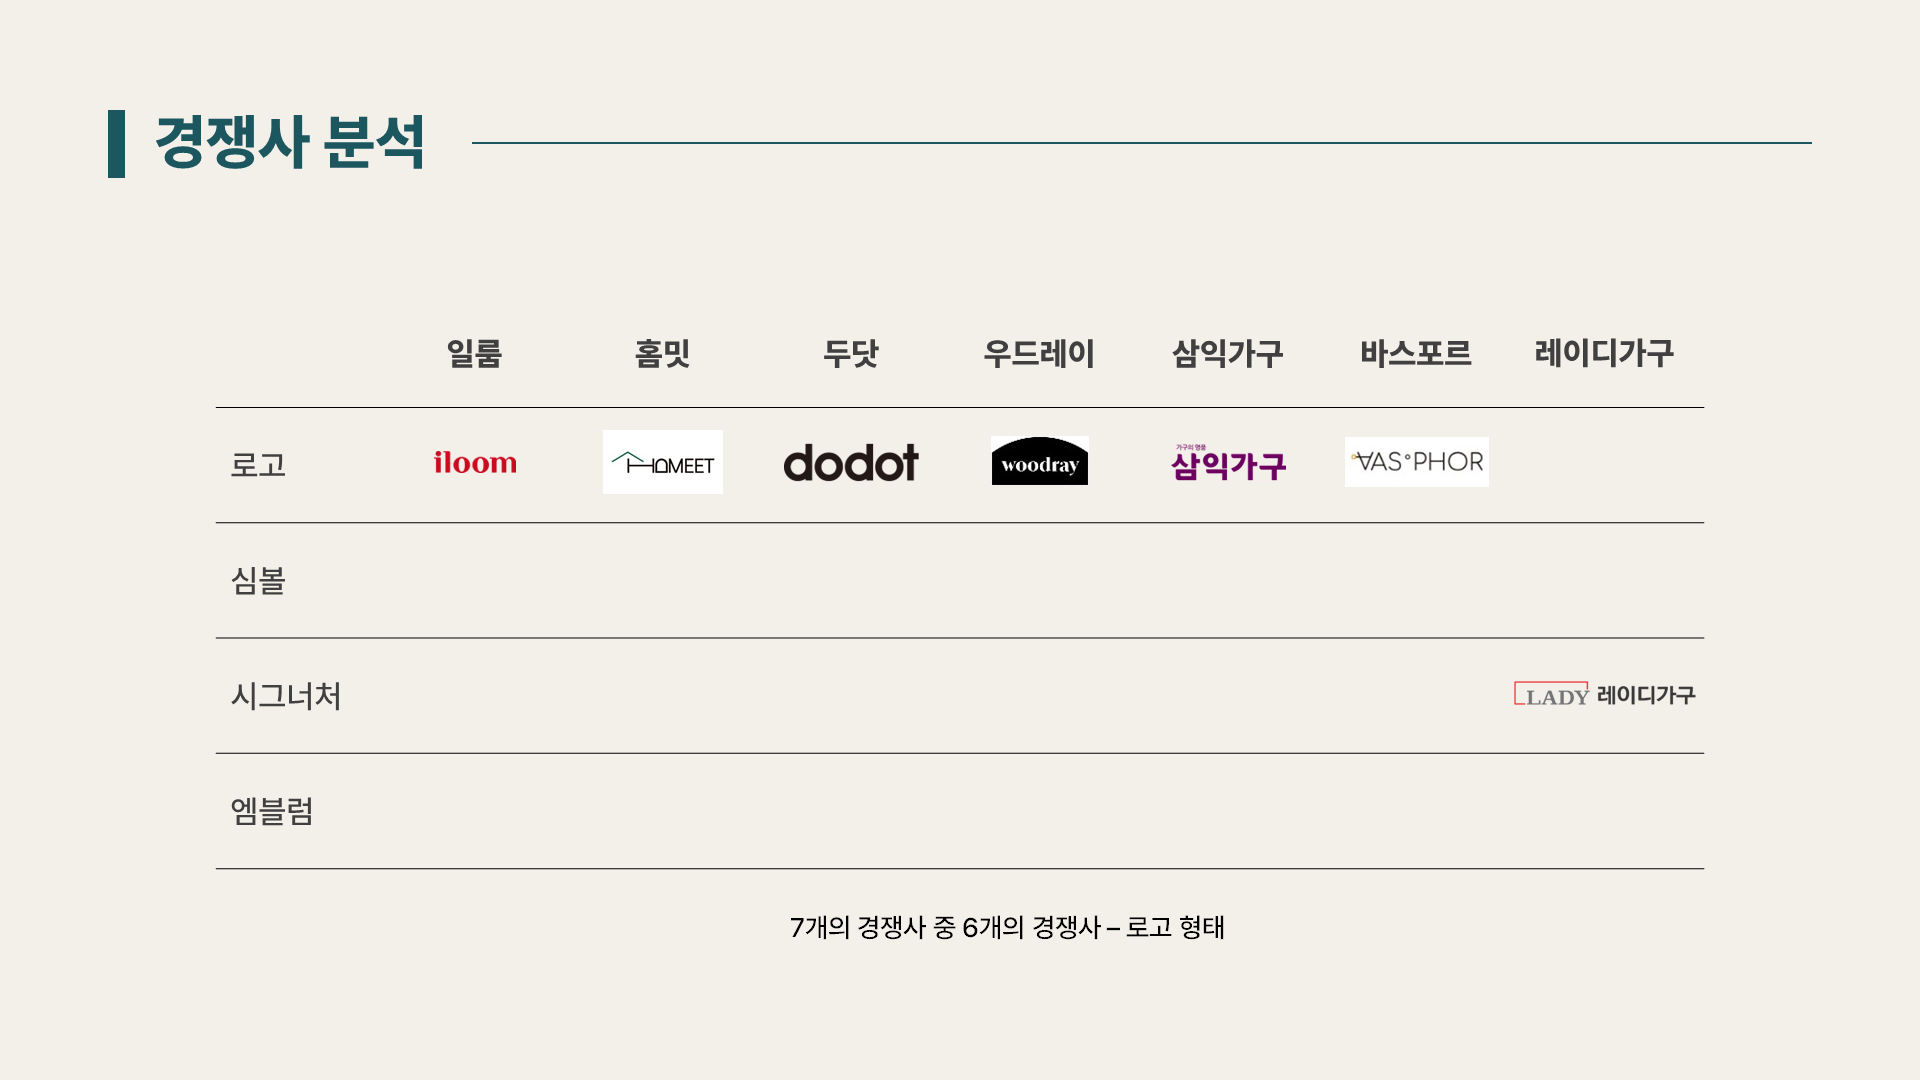 경쟁사 분석
일룸 홈밋 두닷 우드레이 삼익가구 바스포르 레이디가구
로고 iloom HOMEET dodot woodray 가구의 명품 삼익가구 VAS°PHOR
심볼
시그너처 LADY 레이디가구
엠블럼
7개의 경쟁사 중 6개의 경쟁사 – 로고 형태